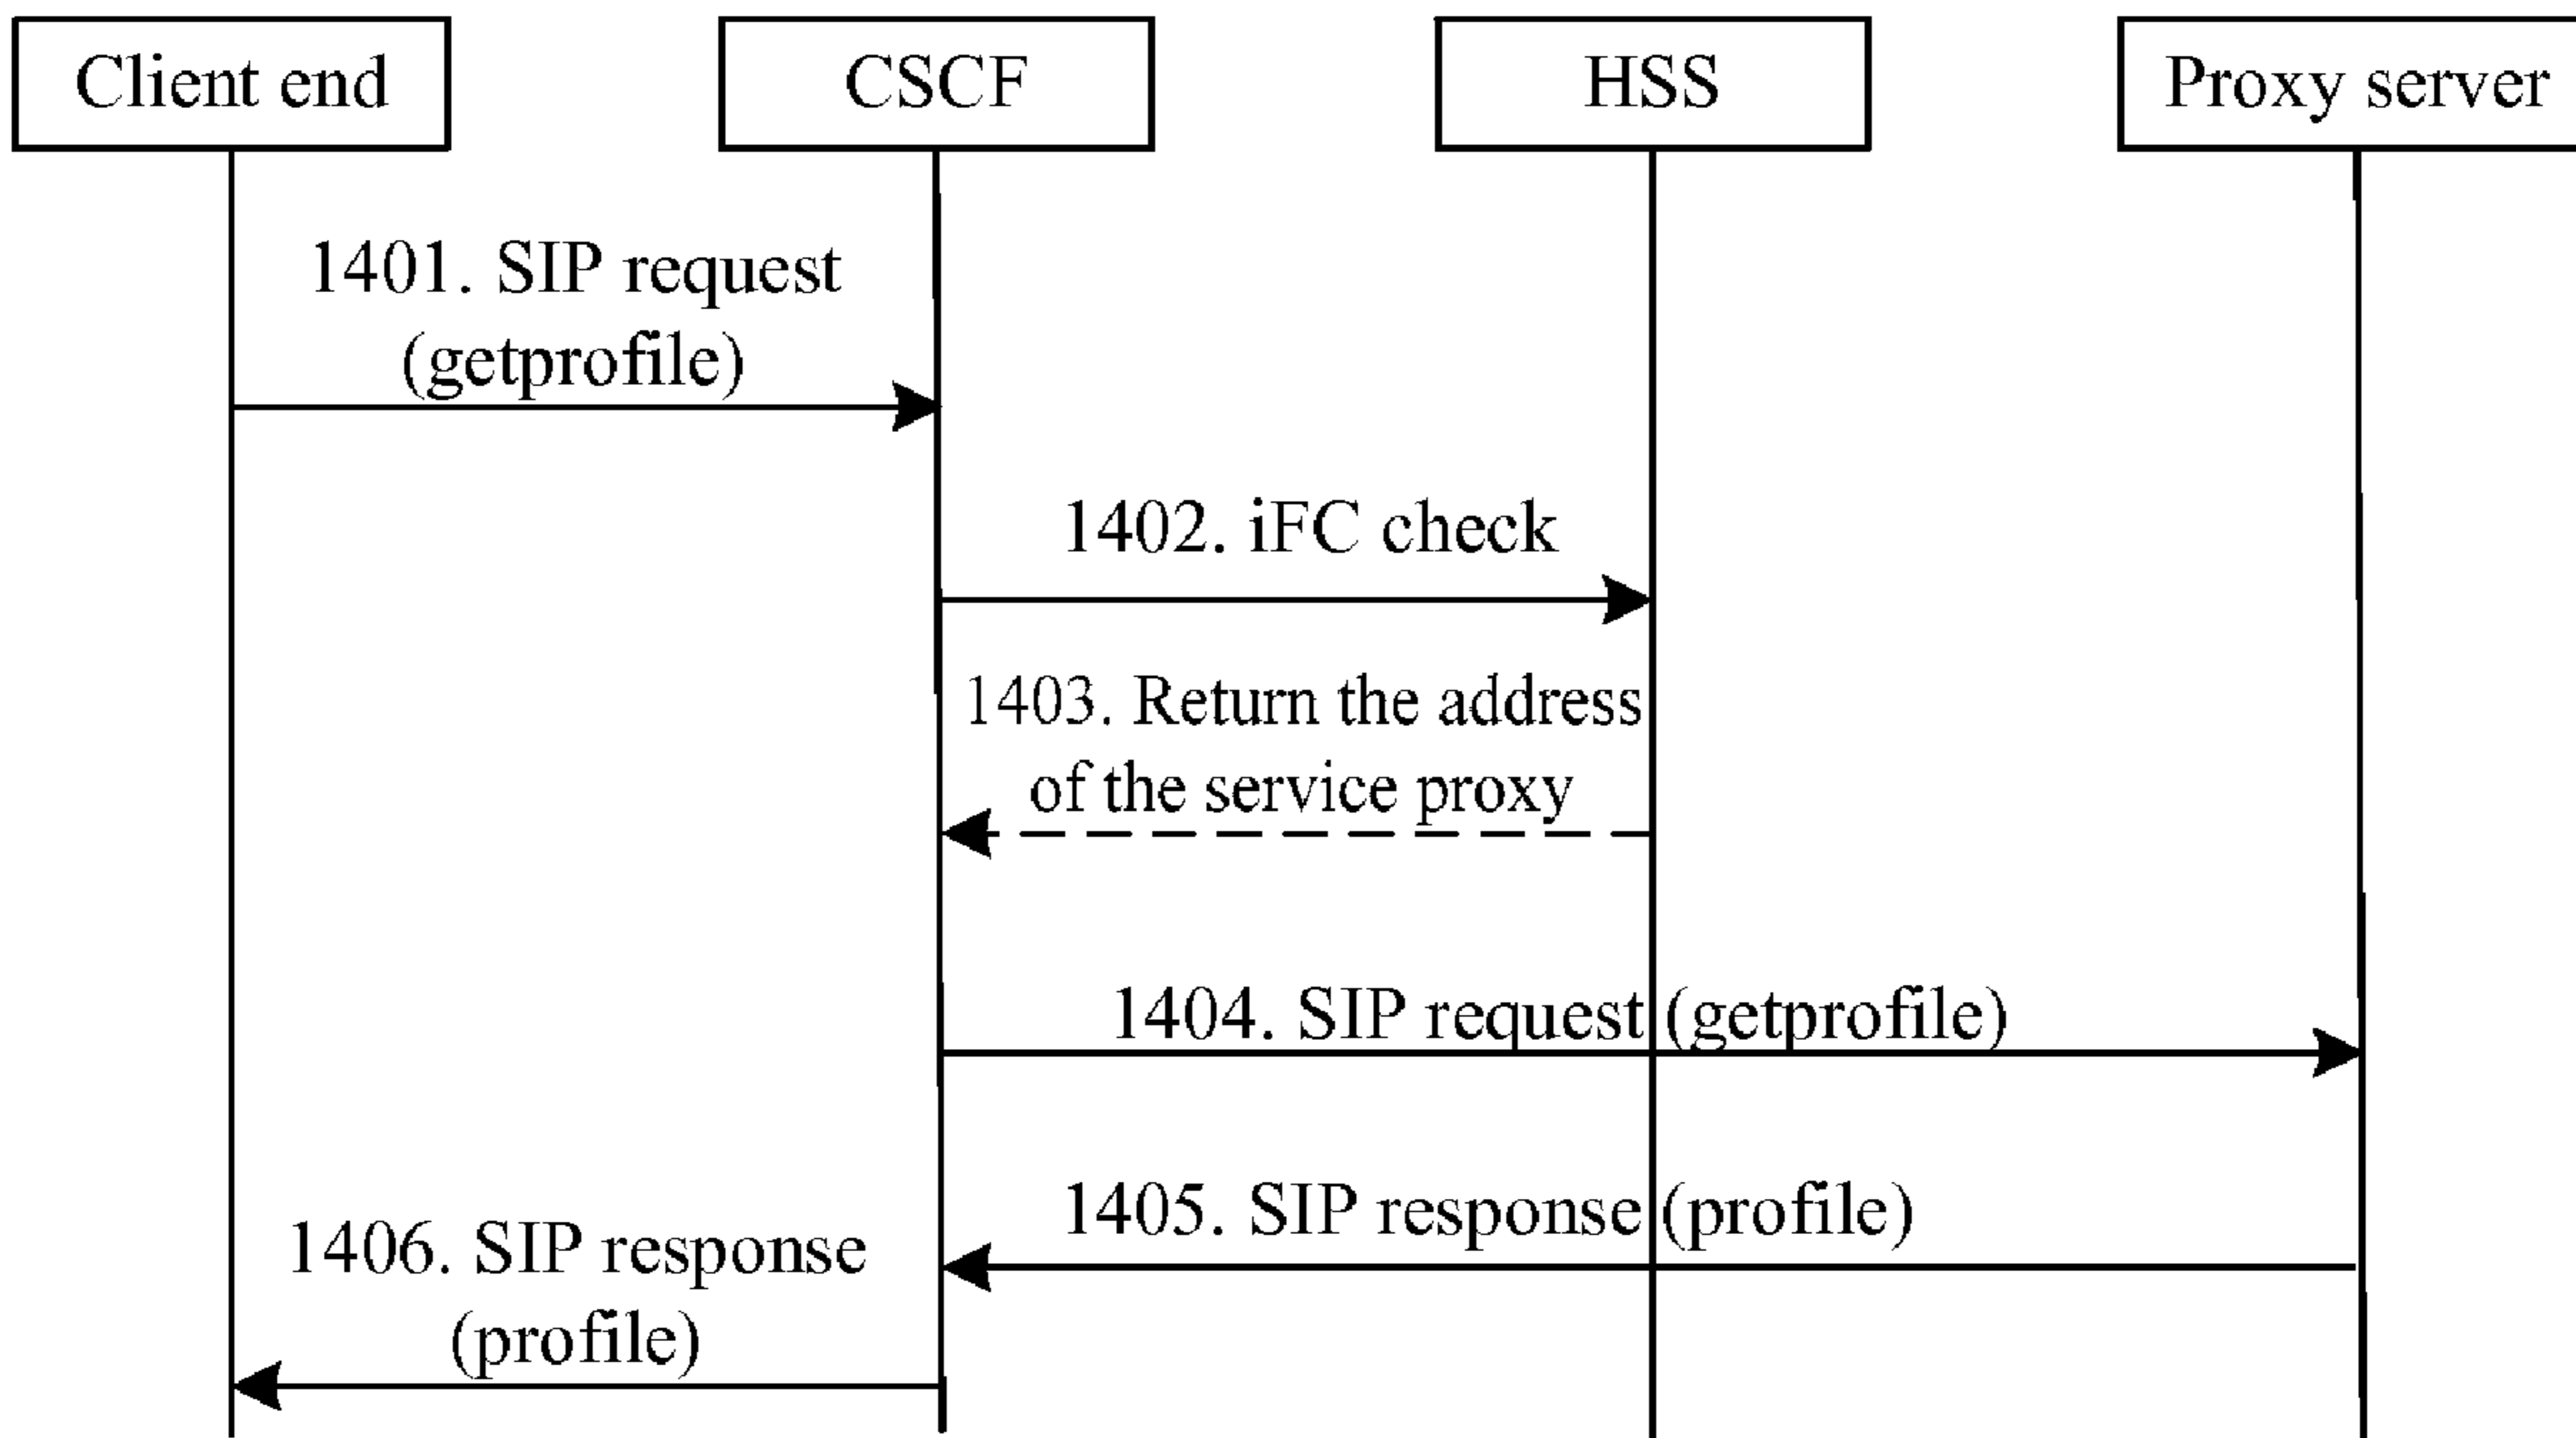 Client end
CSCF
HSS
Proxy server
1401. SIP request
(getprofile)
1402. iFC check
1403. Return the address
of the service proxy
1404. SIP request (getprofile)
1405. SIP response (profile)
1406. SIP response
(profile)